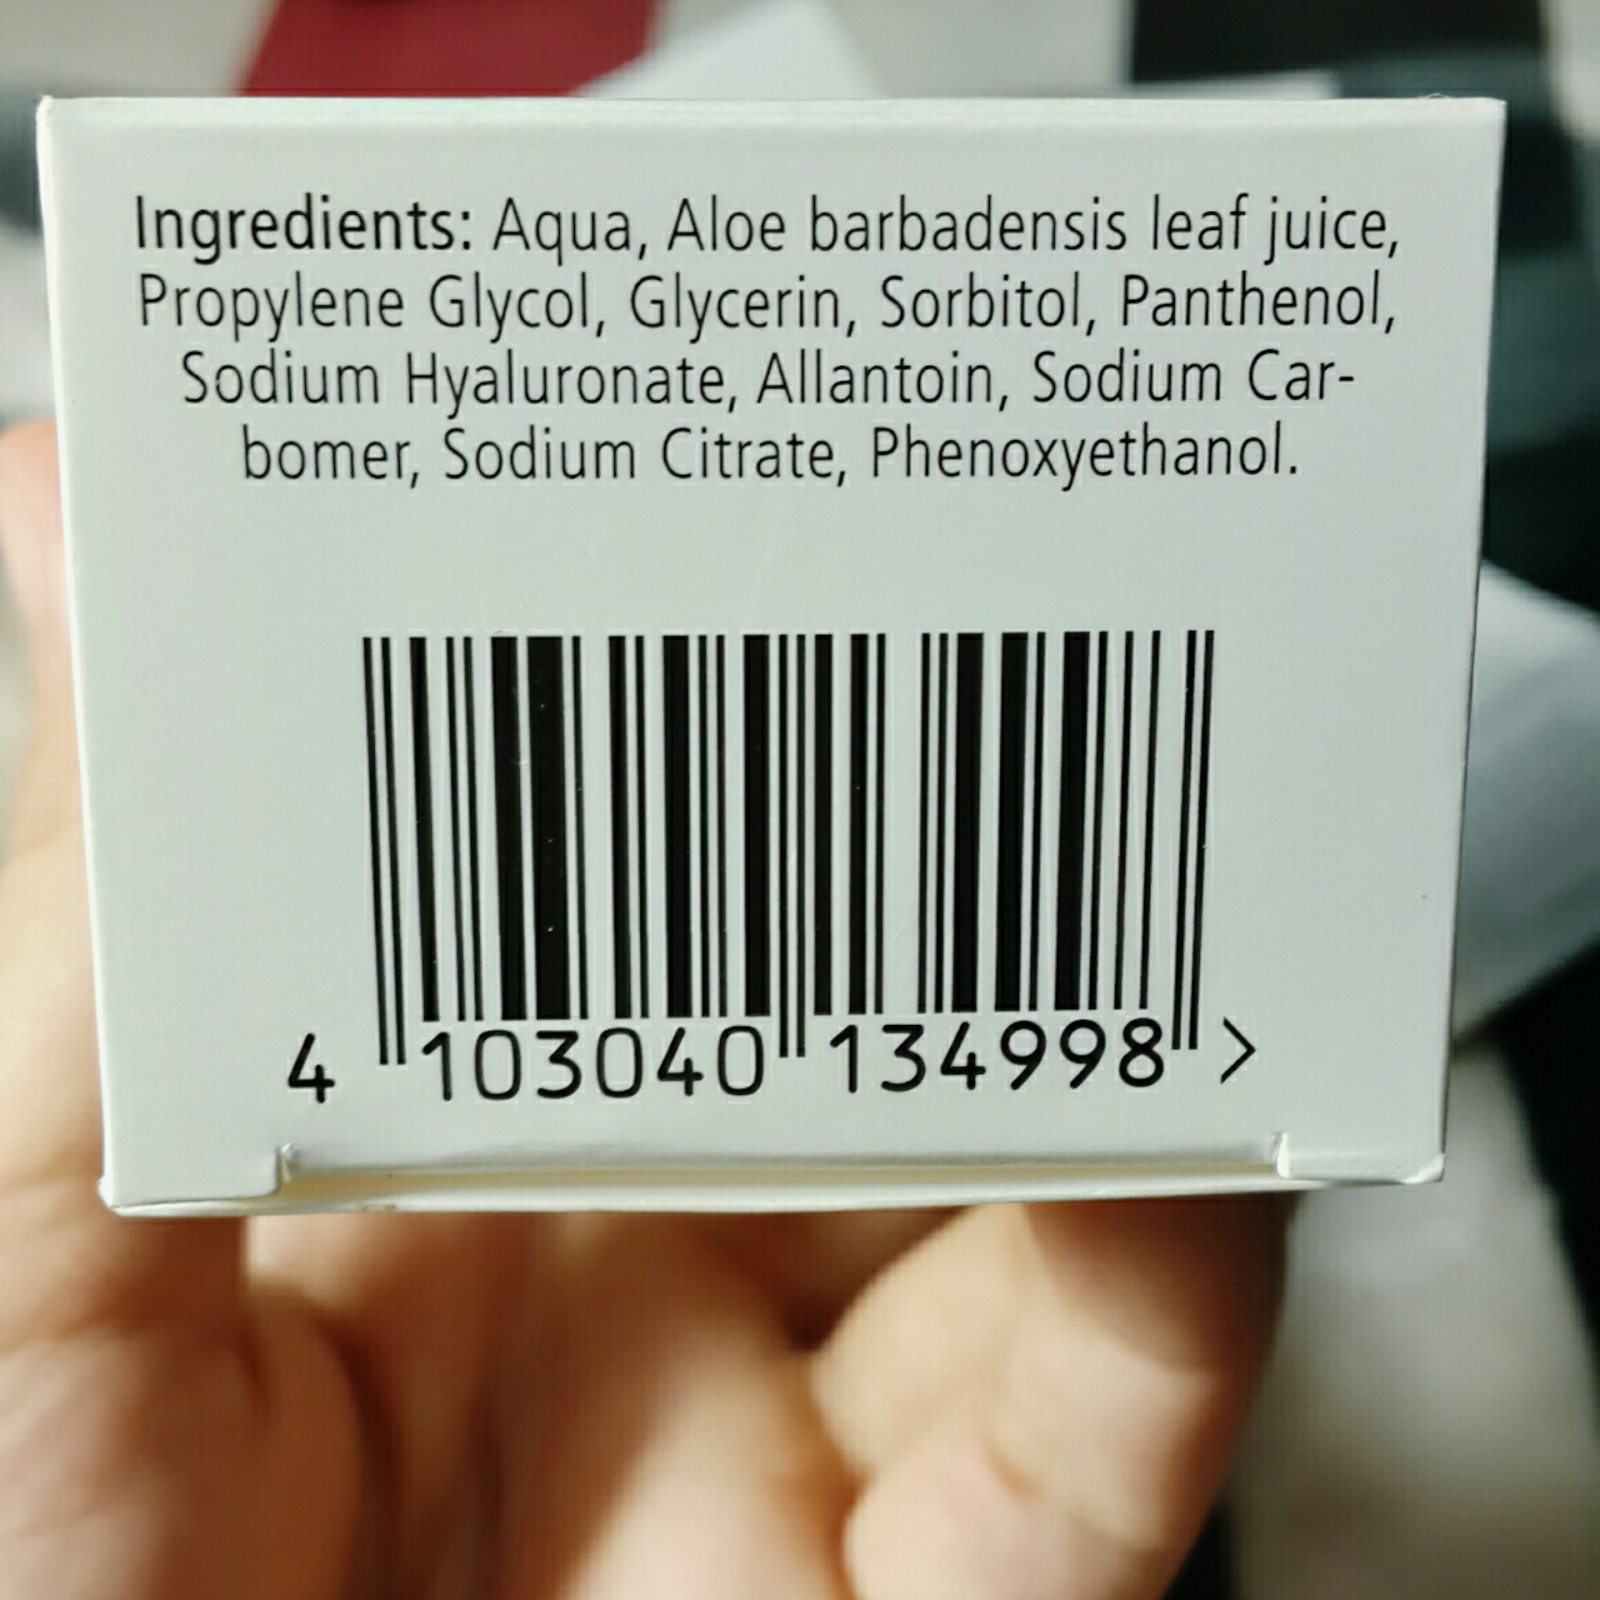 Ingredients: Aqua, Aloe barbadensis leaf juice,
Propylene Glycol, Glycerin, Sorbitol, Panthenol,
Sodium Hyaluronate, Allantoin, Sodium Car-
bomer, Sodium Citrate, Phenoxyethanol.
4 103040 134998 >